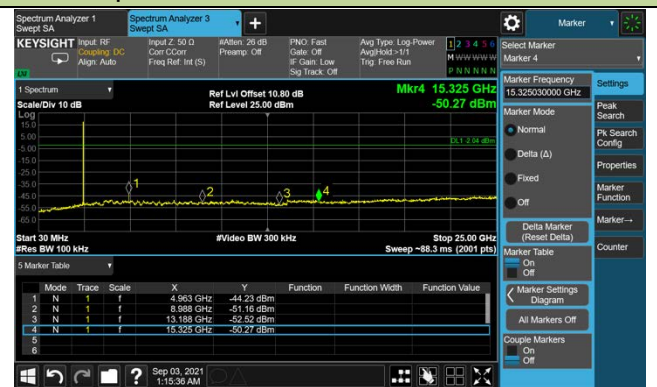 Spectrum Analyzer 1
Swept SA
Spectrum Analyzer 3
Swept SA
Marker
KEYSIGHT Input: RF
Coupling: DC
Align: Auto
Input Z: 50 Ω
Corr CCorr
Freq Ref: Int (S)
#Atten: 26 dB
Preamp: Off
PNO: Fast
Gate: Off
IF Gain: Low
Sig Track: Off
Avg Type: Log-Power
Avg|Hold:>1/1
Trig: Free Run
1 2 3 4 5 6
M W W W W W
P N N N N N
Select Marker
Marker 4
1 Spectrum
Scale/Div 10 dB
Ref Lvl Offset 10.80 dB
Ref Level 25.00 dBm
Mkr4 15.325 GHz
-50.27 dBm
Log
15.0
5.00
-5.00
-15.0
-25.0
-35.0
-45.0
-55.0
-65.0
DL1 -2.04 dBm
1
2
3
4
Start 30 MHz
#Res BW 100 kHz
#Video BW 300 kHz
Stop 25.00 GHz
Sweep ~88.3 ms (2001 pts)
Marker Frequency
15.325030000 GHz
Marker Mode
Normal
Delta (Δ)
Fixed
Off
Delta Marker
(Reset Delta)
Marker Table
On
Off
Marker Settings
Diagram
All Markers Off
Couple Markers
On
Off
Settings
Peak
Search
Pk Search
Config
Properties
Marker
Function
Marker→
Counter
5 Marker Table
Mode Trace Scale X Y Function Function Width Function Value
1 N 1 f 4.963 GHz -44.23 dBm
2 N 1 f 8.988 GHz -51.16 dBm
3 N 1 f 13.188 GHz -52.52 dBm
4 N 1 f 15.325 GHz -50.27 dBm
5
6
?
Sep 03, 2021
1:15:36 AM